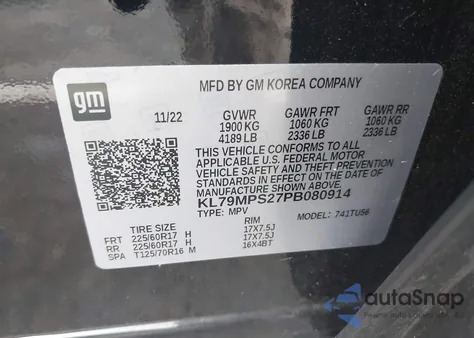 gm
MFD BY GM KOREA COMPANY
11/22 GVWR GAWR FRT GAWR RR
1900 KG 1060 KG 1060 KG
4189 LB 2336 LB 2336 LB
THIS VEHICLE CONFORMS TO ALL
APPLICABLE U.S. FEDERAL MOTOR
VEHICLE SAFETY AND THEFT PREVENTION
STANDARDS IN EFFECT ON THE DATE OF
MANUFACTURE SHOWN ABOVE.
KL79MPS27PB080914
TYPE: MPV MODEL: 741TU56
TIRE SIZE RIM
FRT 225/60R17 H 17X7.5J
RR 225/60R17 H 17X7.5J
SPA T125/70R16 M 16X4BT
autaSnap